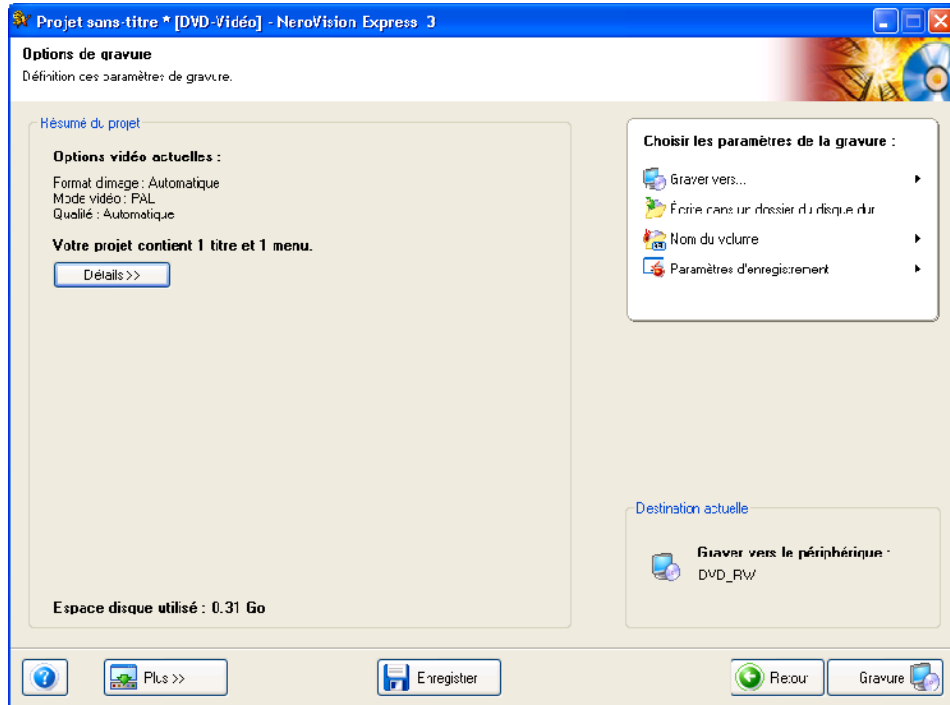 Projet sans-titre * [DVD-Vidéo] - NeroVision Express 3
Options de gravure
Définition des paramètres de gravure.
Résumé du projet
Options vidéo actuelles :
Format d'image : Automatique
Mode vidéo : PAL
Qualité : Automatique
Votre projet contient 1 titre et 1 menu.
Détails >>
Espace disque utilisé : 0.31 Go
Choisir les paramètres de la gravure :
Graver vers...
Écrire dans un dossier du disque dur
Nom du volume
Paramètres d'enregistrement
Destination actuelle
Graver vers le périphérique :
DVD_RW
Plus >>
Enregistrer
Retour
Gravure